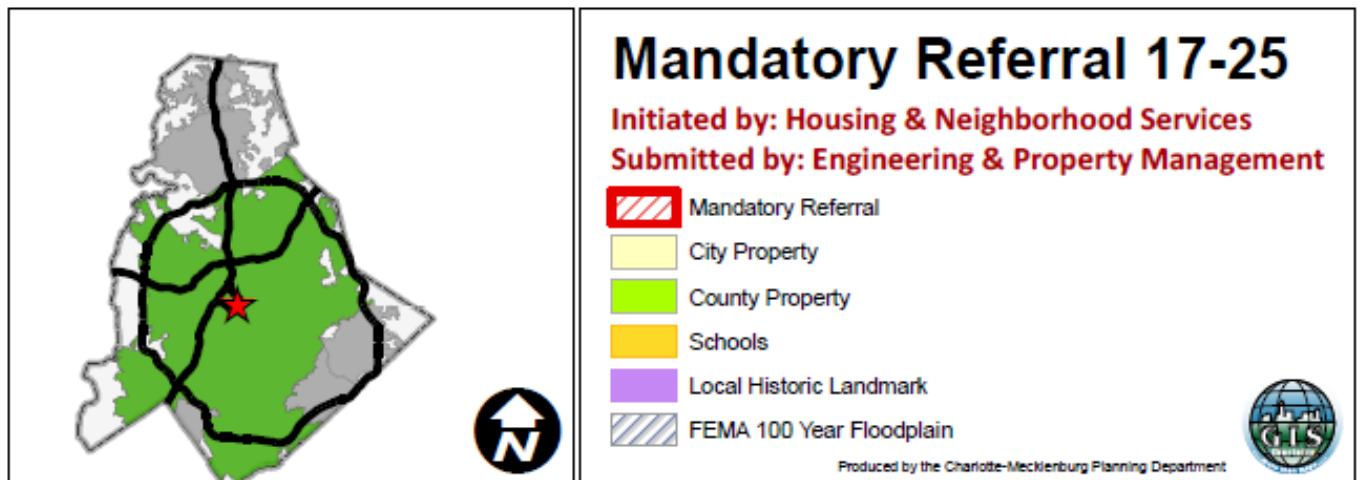 N
Mandatory Referral 17-25
Initiated by: Housing & Neighborhood Services
Submitted by: Engineering & Property Management
Mandatory Referral
City Property
County Property
Schools
Local Historic Landmark
FEMA 100 Year Floodplain
GIS
Produced by the Charlotte-Mecklenburg Planning Department